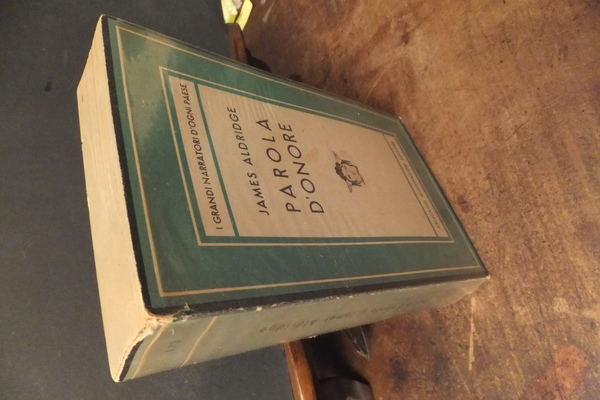 I GRANDI NARRATORI D'OGNI PAESE
JAMES ALDRIDGE
PAROLA
D'ONORE